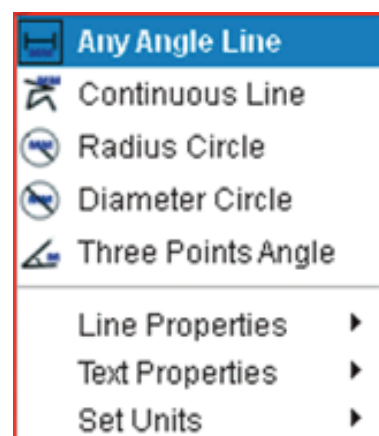 Any Angle Line
Continuous Line
Radius Circle
Diameter Circle
Three Points Angle
Line Properties
Text Properties
Set Units